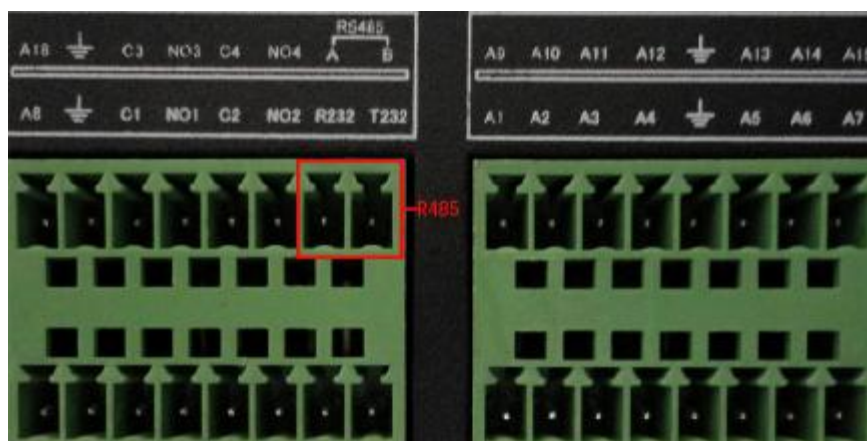 RS485
A16 C3 NO3 C4 NO4 A B
A8 C1 NO1 C2 NO2 R232 T232
A9 A10 A11 A12 A13 A14
A1 A2 A3 A4 A5 A6 A7
R485